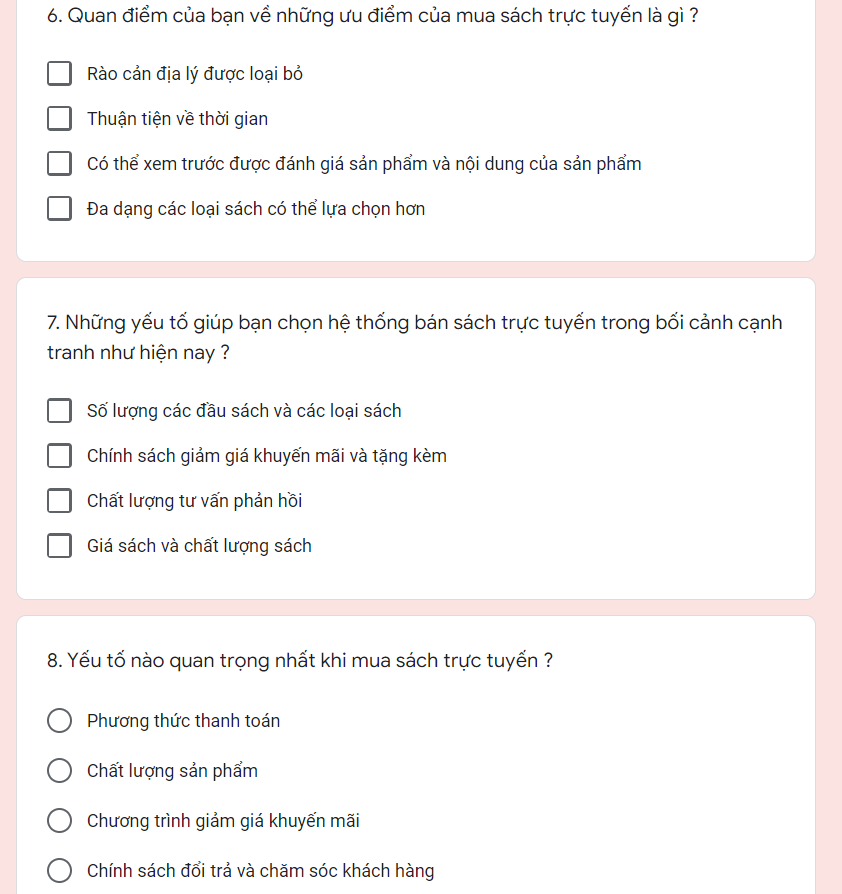 6. Quan điểm của bạn về những ưu điểm của mua sách trực tuyến là gì ?
Rào cản địa lý được loại bỏ
Thuận tiện về thời gian
Có thể xem trước được đánh giá sản phẩm và nội dung của sản phẩm
Đa dạng các loại sách có thể lựa chọn hơn
7. Những yếu tố giúp bạn chọn hệ thống bán sách trực tuyến trong bối cảnh cạnh
tranh như hiện nay ?
Số lượng các đầu sách và các loại sách
Chính sách giảm giá khuyến mãi và tặng kèm
Chất lượng tư vấn phản hồi
Giá sách và chất lượng sách
8. Yếu tố nào quan trọng nhất khi mua sách trực tuyến ?
Phương thức thanh toán
Chất lượng sản phẩm
Chương trình giảm giá khuyến mãi
Chính sách đổi trả và chăm sóc khách hàng